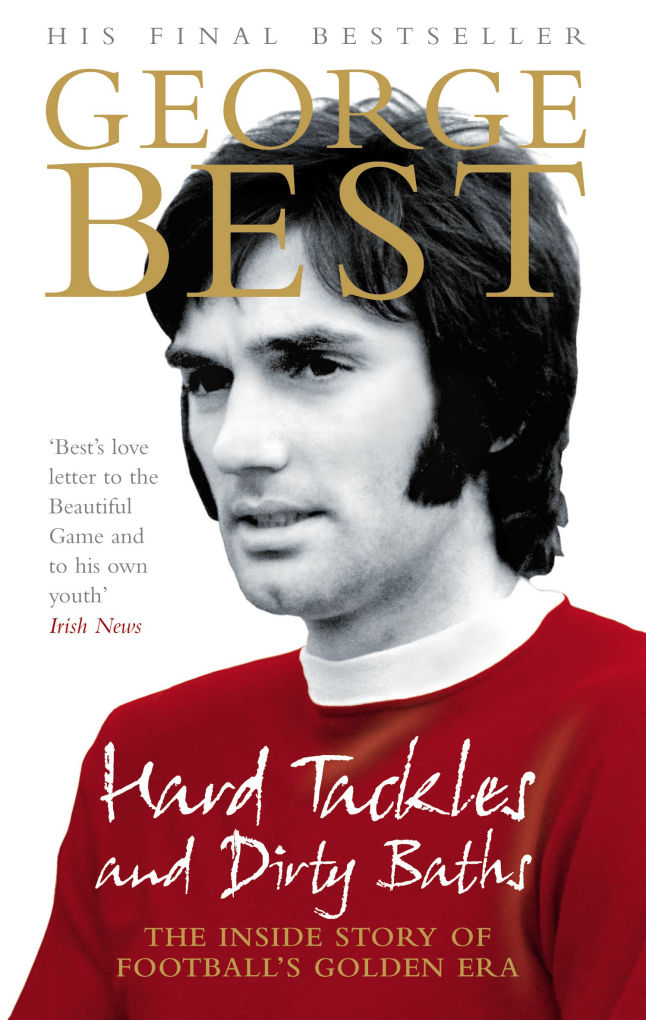 HIS FINAL BESTSELLER
GEORGE
BEST
‘Best’s love
letter to the
Beautiful
Game and
to his own
youth’
Irish News
Hard Tackles
and Dirty Baths
THE INSIDE STORY OF
FOOTBALL’S GOLDEN ERA